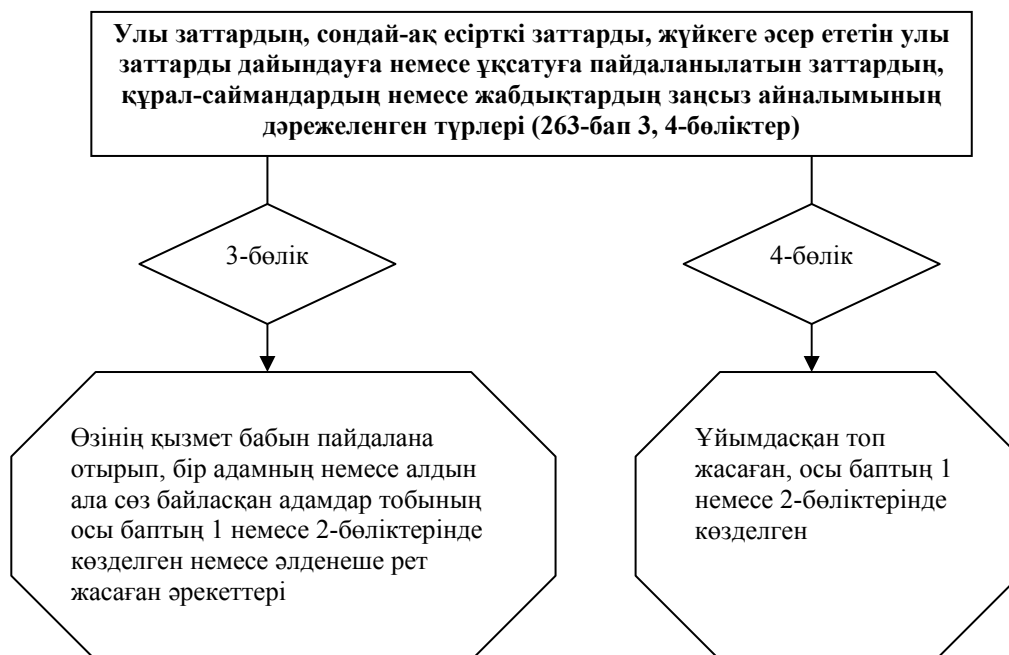 Улы заттардың, сондай-ақ есірткі заттарды, жүйкеге әсер ететін улы
заттарды дайындауға немесе ұқсатуға пайдаланылатын заттардың,
құрал-саймандардың немесе жабдықтардың заңсыз айналымының
дәрежеленген түрлері (263-бап 3, 4-бөліктер)
3-бөлік
4-бөлік
Өзінің қызмет бабын пайдалана
отырып, бір адамның немесе алдын
ала сөз байласқан адамдар тобының
осы баптың 1 немесе 2-бөліктерінде
көзделген немесе әлденеше рет
жасаған әрекеттері
Ұйымдасқан топ
жасаған, осы баптың 1
немесе 2-бөліктерінде
көзделген